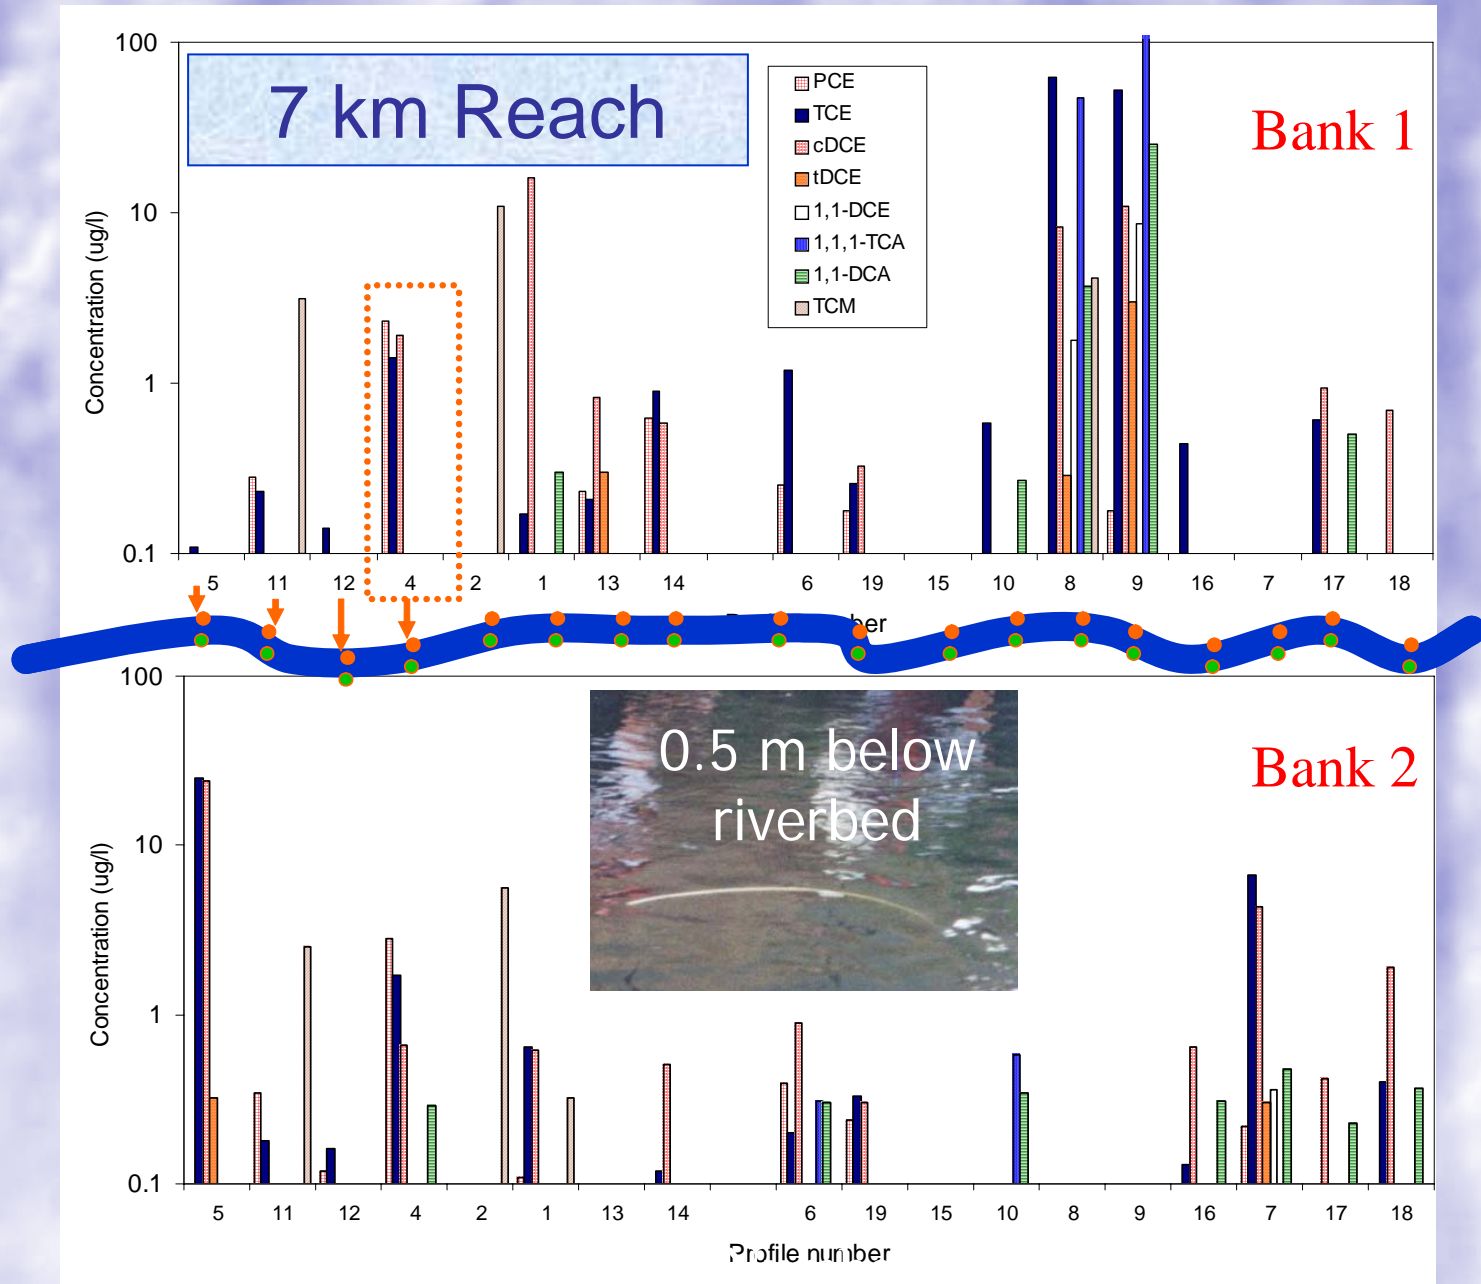 100
7 km Reach
PCE
TCE
cDCE
tDCE
1,1-DCE
1,1,1-TCA
1,1-DCA
TCM
Bank 1
10
1
0.1
Concentration (ug/l)
5 11 12 4 2 1 13 14 6 19 15 10 8 9 16 7 17 18
ber
100
0.5 m below
riverbed
Bank 2
10
1
0.1
Concentration (ug/l)
5 11 12 4 2 1 13 14 6 19 15 10 8 9 16 7 17 18
Profile number